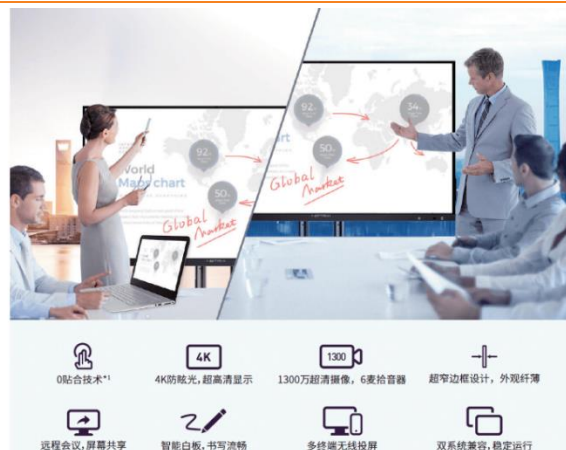 92
34
World
Maps chart
50
Global
Market
92
50
Global
Market
4K
1300
0贴合技术*1
4K防眩光,超高清显示
1300万超清摄像，6麦拾音器
超窄边框设计，外观纤薄
远程会议,屏幕共享
智能白板,书写流畅
多终端无线投屏
双系统兼容,稳定运行